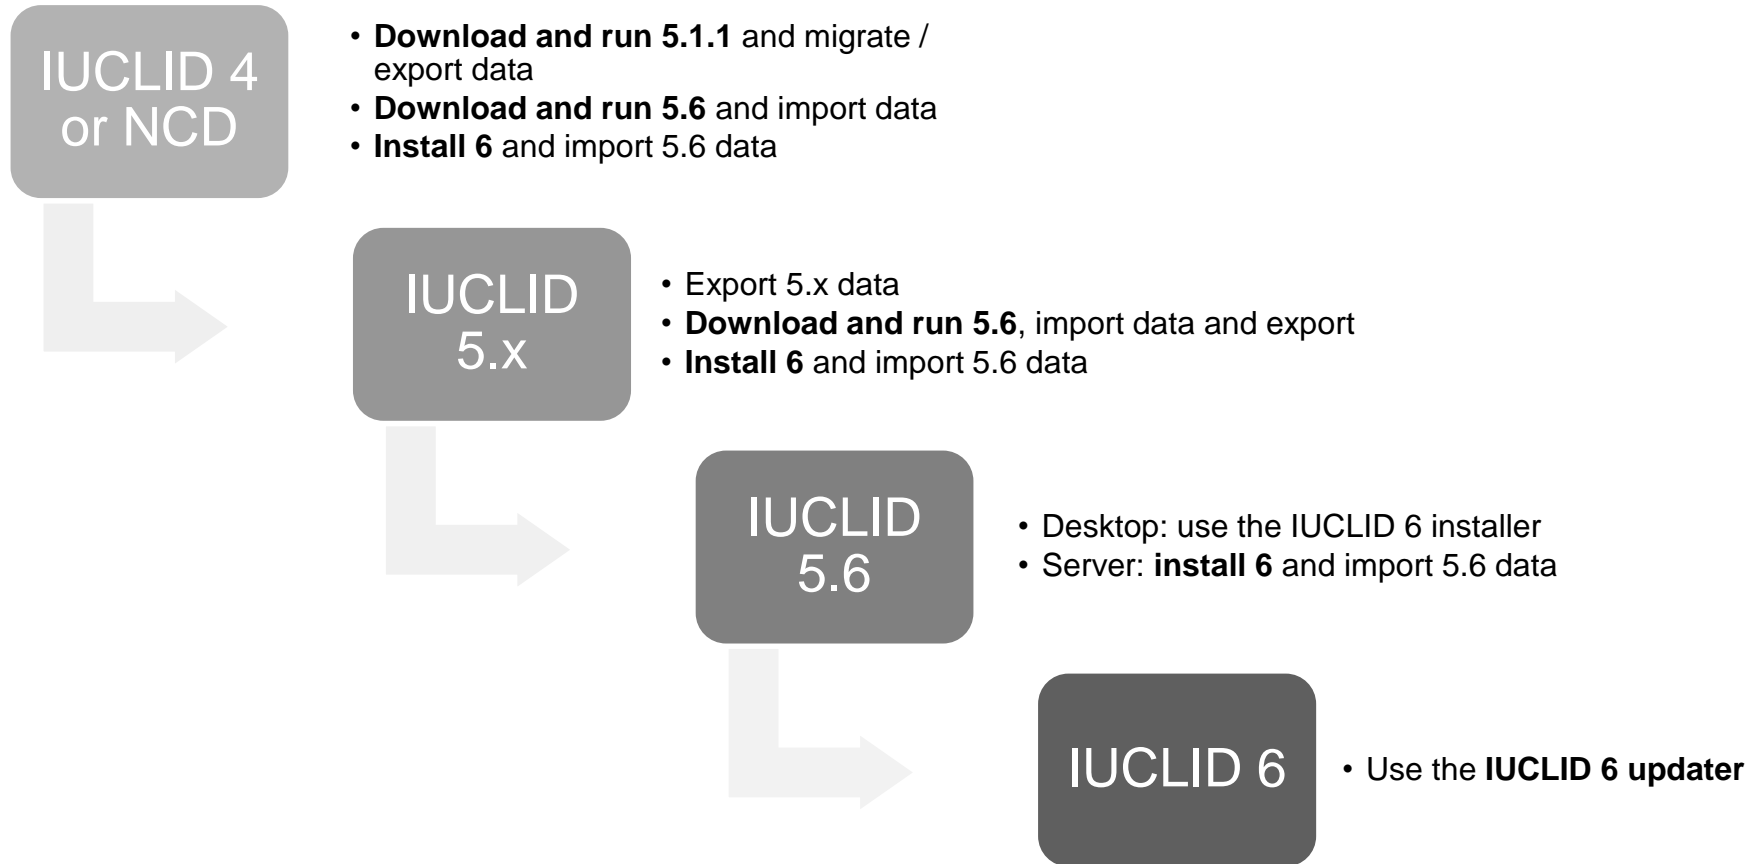 IUCLID 4
or NCD
• Download and run 5.1.1 and migrate /
export data
• Download and run 5.6 and import data
• Install 6 and import 5.6 data
IUCLID
5.x
• Export 5.x data
• Download and run 5.6, import data and export
• Install 6 and import 5.6 data
IUCLID
5.6
• Desktop: use the IUCLID 6 installer
• Server: install 6 and import 5.6 data
IUCLID 6
• Use the IUCLID 6 updater